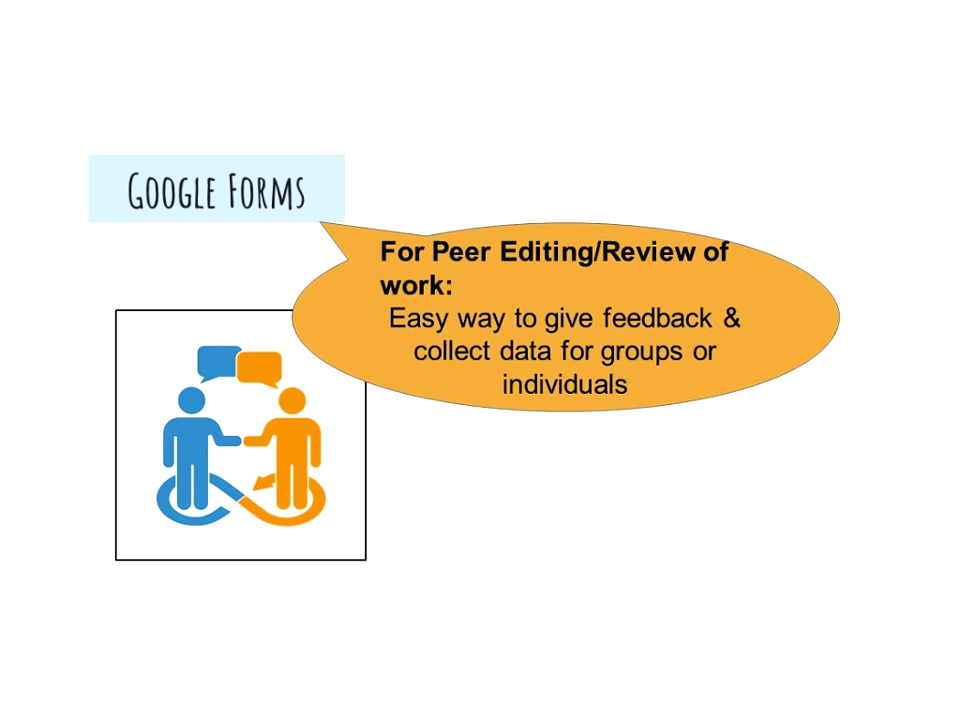 Google Forms
For Peer Editing/Review of
work:
Easy way to give feedback &
collect data for groups or
individuals